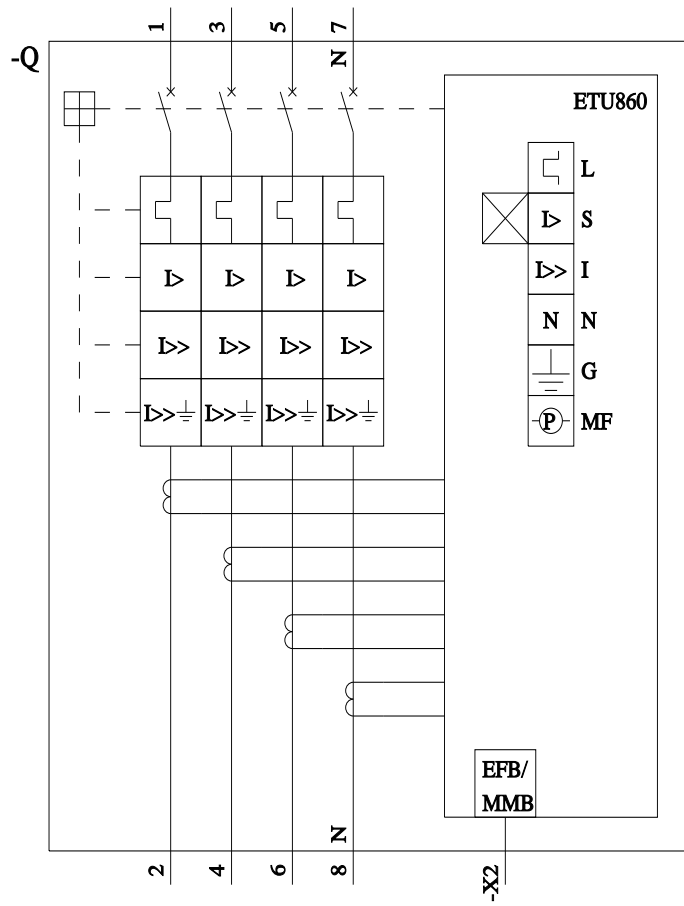 1 3 5 7
N
-Q
ETU860
L
I> I> I> I> I> S
I>> I>> I>> I>> I>> I
N N
I>> I>> I>> I>> G
P MF
EFB/
MMB
N
2 4 6 8 -X2